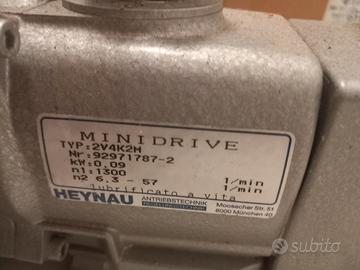 MINIDRIVE
TYP:2V4K2M
Nr:92971787-2
kW:0.09
n1:1300 1/min
n2 6.3 - 57 1/min
lubrificato a vita
HEYNAU ANTRIEBSTECHNIK Moosacher Str. 51
8000 München 40
subito